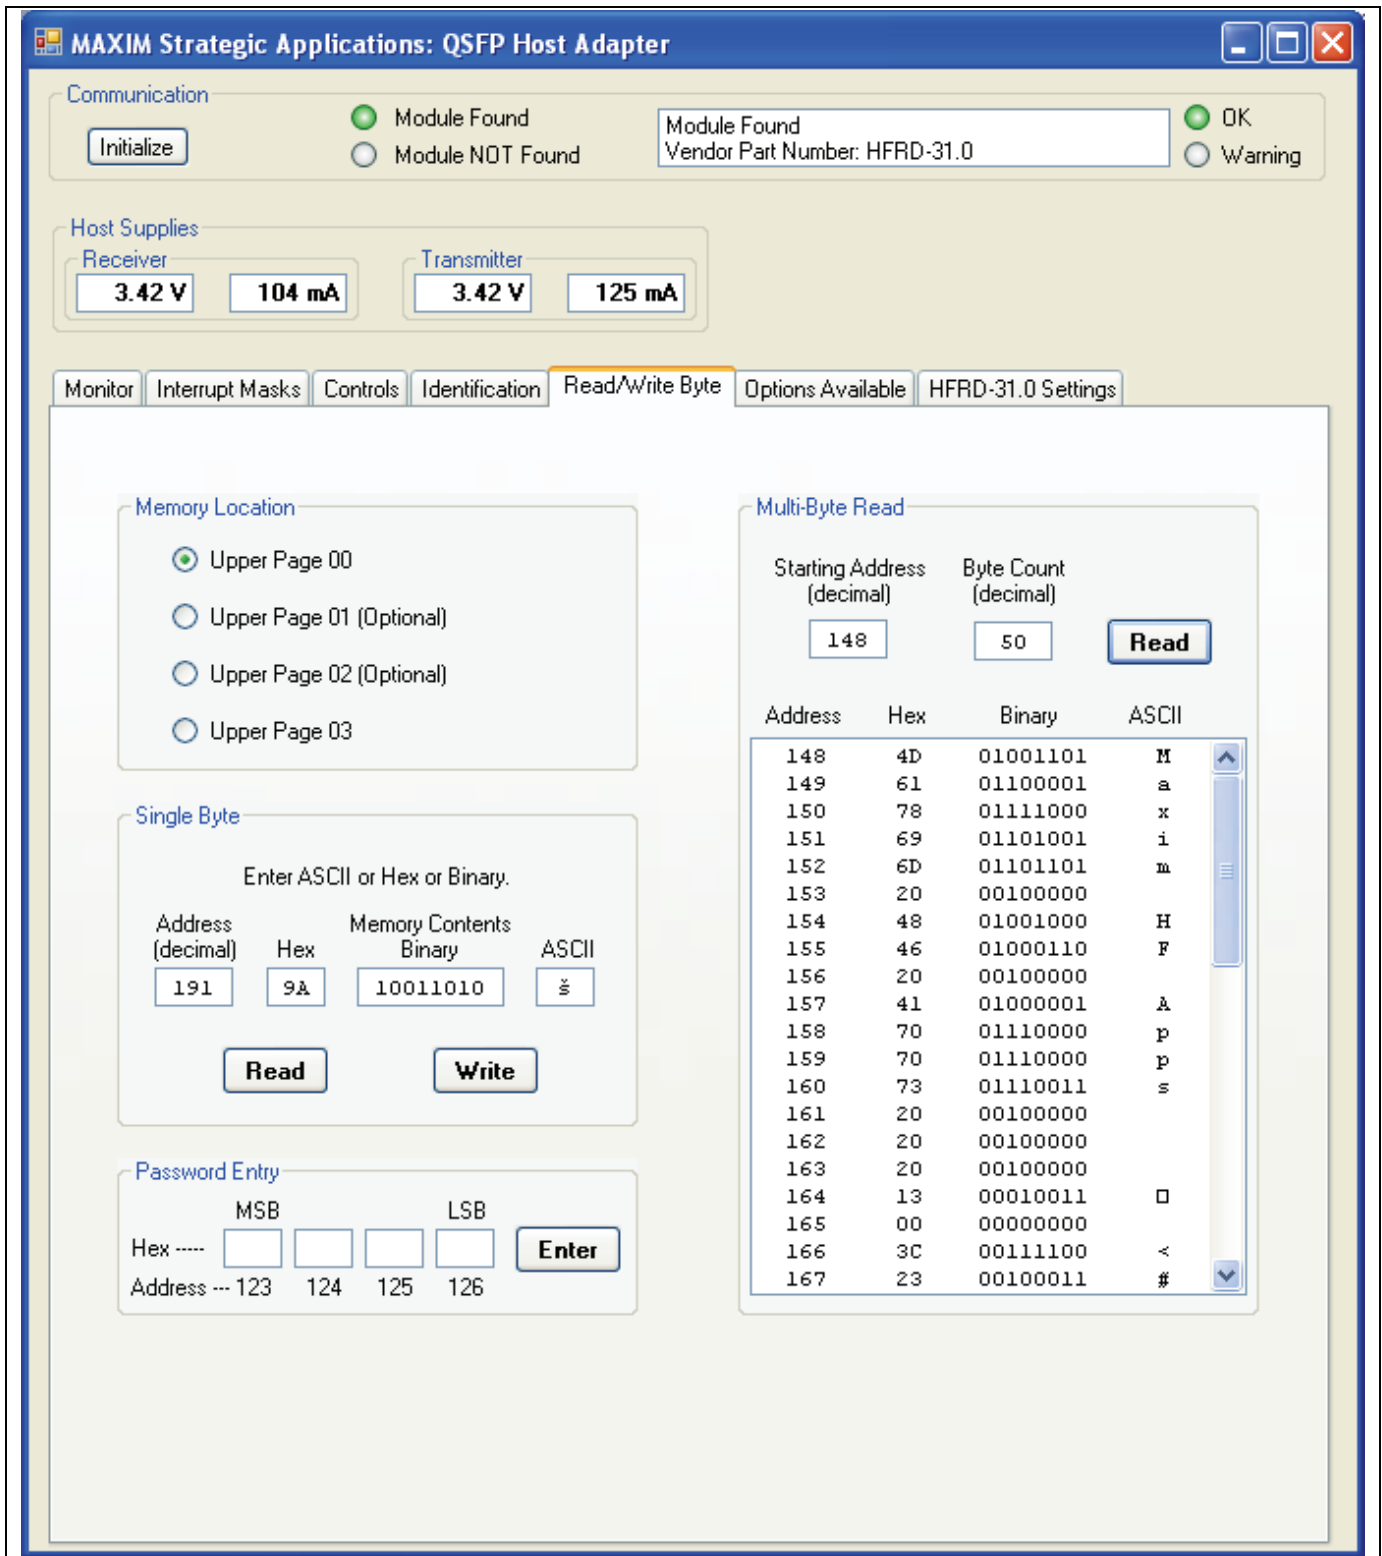 MAXIM Strategic Applications: QSFP Host Adapter
Communication
Initialize
Module Found
Module NOT Found
Module Found
Vendor Part Number: HFRD-31.0
OK
Warning
Host Supplies
Receiver
3.42 V 104 mA
Transmitter
3.42 V 125 mA
Monitor Interrupt Masks Controls Identification Read/Write Byte Options Available HFRD-31.0 Settings
Memory Location
Upper Page 00
Upper Page 01 (Optional)
Upper Page 02 (Optional)
Upper Page 03
Single Byte
Enter ASCII or Hex or Binary.
Address Memory Contents
(decimal) Hex Binary ASCII
191 9A 10011010 š
Read Write
Password Entry
MSB LSB
Hex ----- Enter
Address --- 123 124 125 126
Multi-Byte Read
Starting Address Byte Count
(decimal) (decimal)
148 50 Read
Address Hex Binary ASCII
148 4D 01001101 M
149 61 01100001 a
150 78 01111000 x
151 69 01101001 i
152 6D 01101101 m
153 20 00100000
154 48 01001000 H
155 46 01000110 F
156 20 00100000
157 41 01000001 A
158 70 01110000 p
159 70 01110000 p
160 73 01110011 s
161 20 00100000
162 20 00100000
163 20 00100000
164 13 00010011 □
165 00 00000000
166 3C 00111100 <
167 23 00100011 #